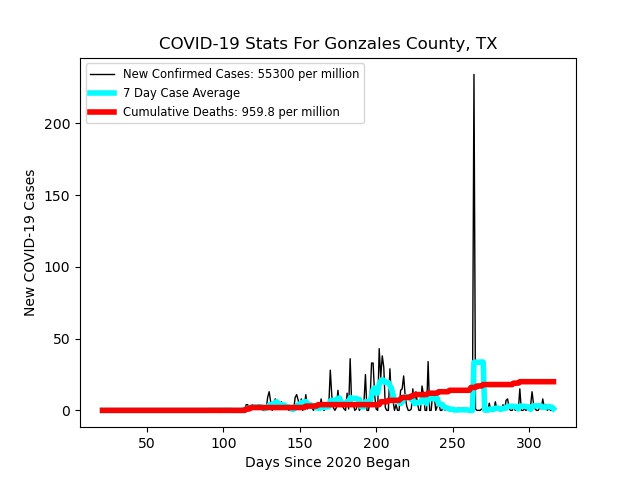 COVID-19 Stats For Gonzales County, TX
New Confirmed Cases: 55300 per million
7 Day Case Average
Cumulative Deaths: 959.8 per million
New COVID-19 Cases
200
150
100
50
0
50 100 150 200 250 300
Days Since 2020 Began